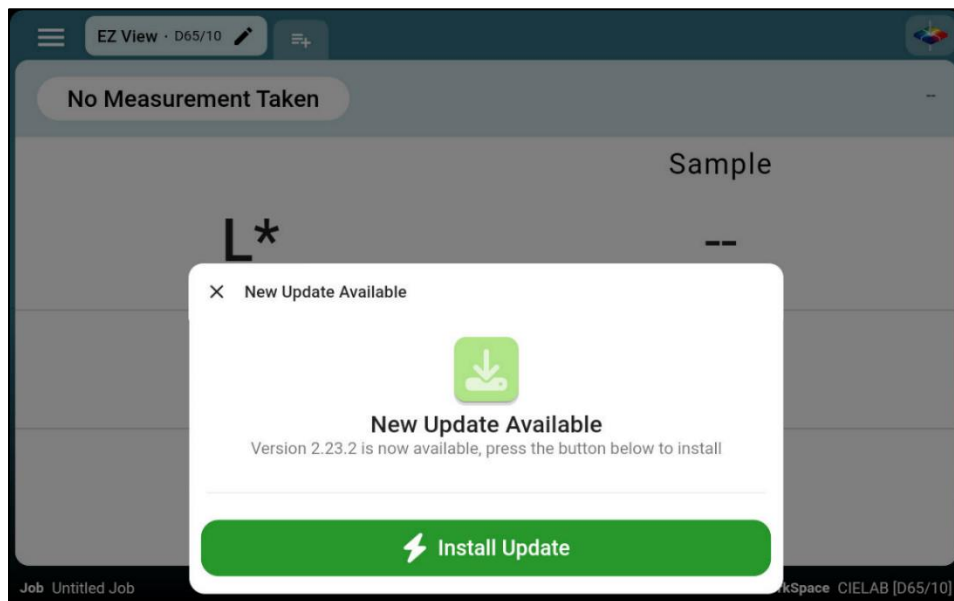 EZ View · D65/10
No Measurement Taken
--
Sample
L*
--
New Update Available
New Update Available
Version 2.23.2 is now available, press the button below to install
Install Update
Job Untitled Job
CIELAB [D65/10]